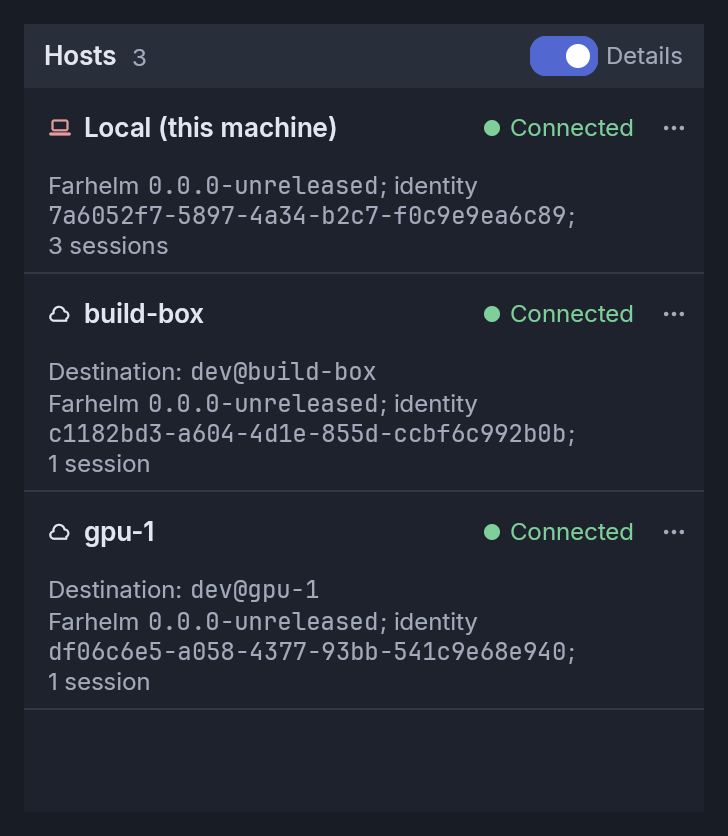 Hosts 3 Details
Local (this machine) Connected
Farhelm 0.0.0-unreleased; identity
7a6052f7-5897-4a34-b2c7-f0c9e9ea6c89;
3 sessions
build-box Connected
Destination: dev@build-box
Farhelm 0.0.0-unreleased; identity
c1182bd3-a604-4d1e-855d-ccbf6c992b0b;
1 session
gpu-1 Connected
Destination: dev@gpu-1
Farhelm 0.0.0-unreleased; identity
df06c6e5-a058-4377-93bb-541c9e68e940;
1 session